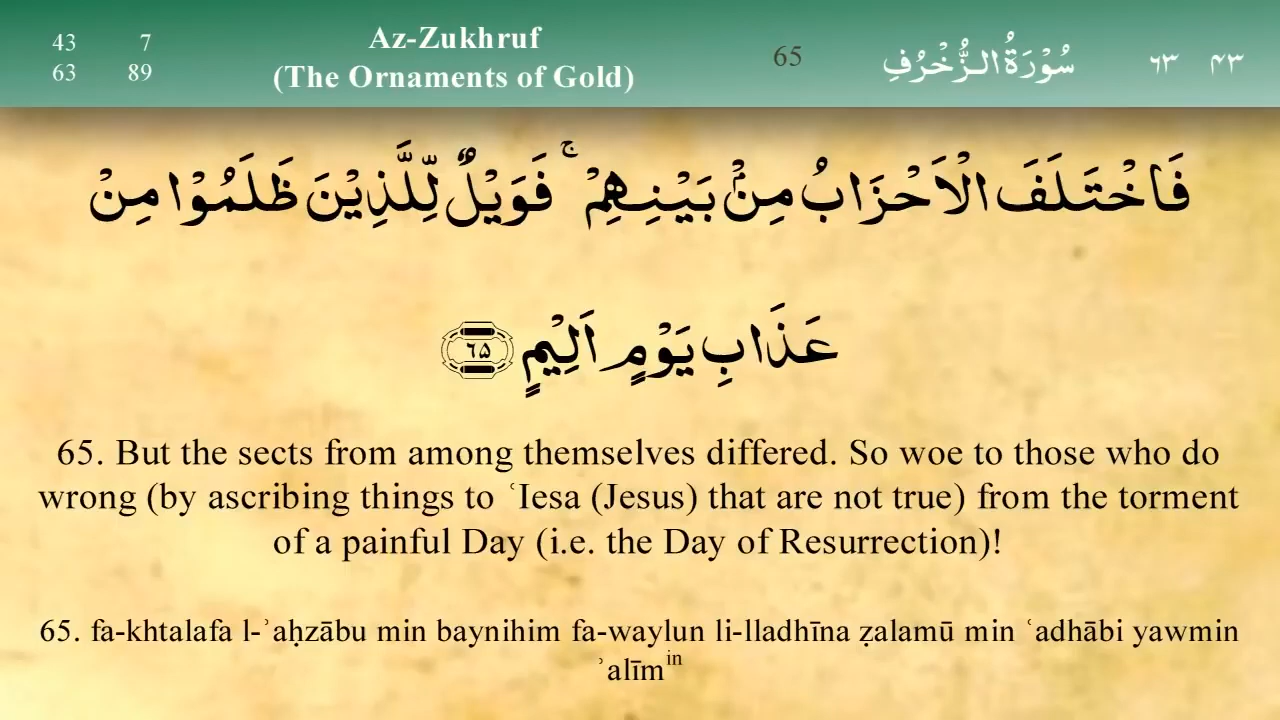 43 7
63 89
Az-Zukhruf
(The Ornaments of Gold)
65
سُوْرَةُ الزُّخْرُفِ
٦٣ ۴۳
فَاخْتَلَفَ الْاَحْزَابُ مِنْۢ بَيْنِهِمْ ۚ فَوَيْلٌ لِّلَّذِيْنَ ظَلَمُوْا مِنْ
عَذَابِ يَوْمٍ اَلِيْمٍ ٦۵
65. But the sects from among themselves differed. So woe to those who do
wrong (by ascribing things to ʿIesa (Jesus) that are not true) from the torment
of a painful Day (i.e. the Day of Resurrection)!
65. fa-khtalafa l-ʾaḥzābu min baynihim fa-waylun li-lladhīna ẓalamū min ʿadhābi yawmin
ʾalīmⁱⁿ